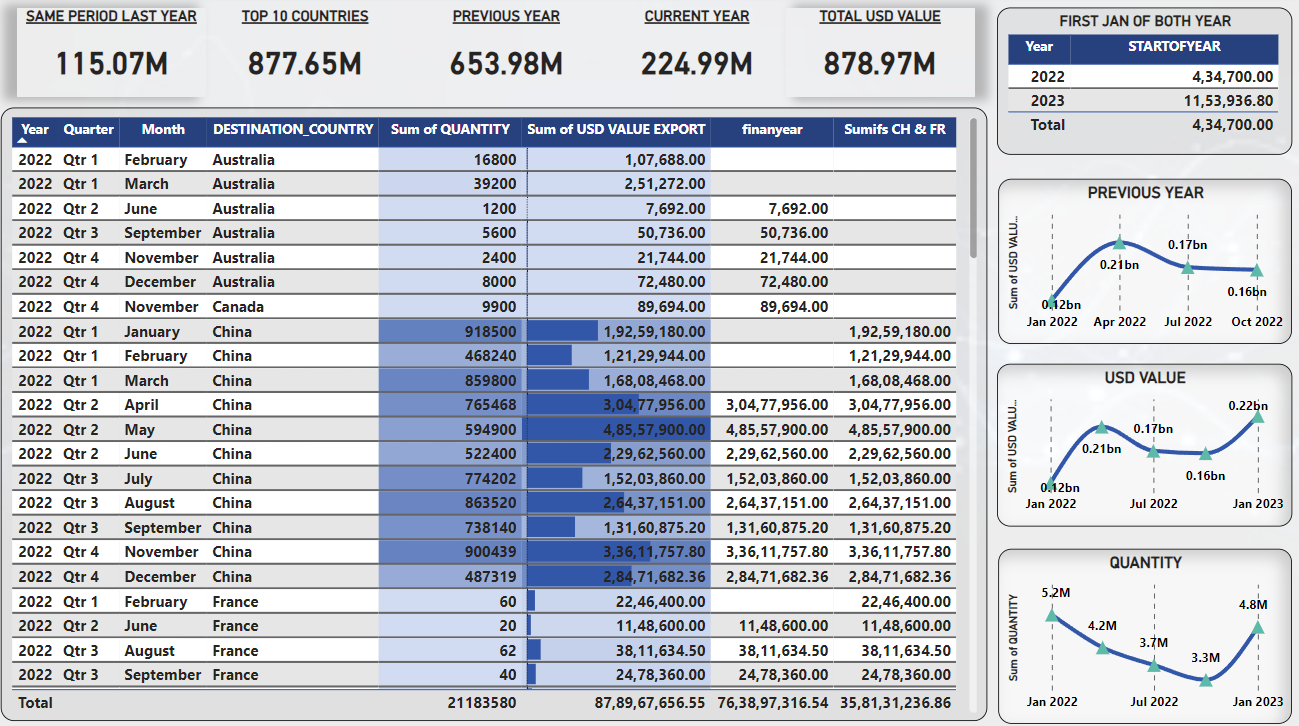 SAME PERIOD LAST YEAR TOP 10 COUNTRIES PREVIOUS YEAR CURRENT YEAR TOTAL USD VALUE
115.07M 877.65M 653.98M 224.99M 878.97M
Year Quarter Month DESTINATION_COUNTRY Sum of QUANTITY Sum of USD VALUE EXPORT finanyear Sumifs CH & FR
2022 Qtr 1 February Australia 16800 1,07,688.00
2022 Qtr 1 March Australia 39200 2,51,272.00
2022 Qtr 2 June Australia 1200 7,692.00 7,692.00
2022 Qtr 3 September Australia 5600 50,736.00 50,736.00
2022 Qtr 4 November Australia 2400 21,744.00 21,744.00
2022 Qtr 4 December Australia 8000 72,480.00 72,480.00
2022 Qtr 4 November Canada 9900 89,694.00 89,694.00
2022 Qtr 1 January China 918500 1,92,59,180.00 1,92,59,180.00
2022 Qtr 1 February China 468240 1,21,29,944.00 1,21,29,944.00
2022 Qtr 1 March China 859800 1,68,08,468.00 1,68,08,468.00
2022 Qtr 2 April China 765468 3,04,77,956.00 3,04,77,956.00 3,04,77,956.00
2022 Qtr 2 May China 594900 4,85,57,900.00 4,85,57,900.00 4,85,57,900.00
2022 Qtr 2 June China 522400 2,29,62,560.00 2,29,62,560.00 2,29,62,560.00
2022 Qtr 3 July China 774202 1,52,03,860.00 1,52,03,860.00 1,52,03,860.00
2022 Qtr 3 August China 863520 2,64,37,151.00 2,64,37,151.00 2,64,37,151.00
2022 Qtr 3 September China 738140 1,31,60,875.20 1,31,60,875.20 1,31,60,875.20
2022 Qtr 4 November China 900439 3,36,11,757.80 3,36,11,757.80 3,36,11,757.80
2022 Qtr 4 December China 487319 2,84,71,682.36 2,84,71,682.36 2,84,71,682.36
2022 Qtr 1 February France 60 22,46,400.00 22,46,400.00
2022 Qtr 2 June France 20 11,48,600.00 11,48,600.00 11,48,600.00
2022 Qtr 3 August France 62 38,11,634.50 38,11,634.50 38,11,634.50
2022 Qtr 3 September France 40 24,78,360.00 24,78,360.00 24,78,360.00
Total 21183580 87,89,67,656.55 76,38,97,316.54 35,81,31,236.86
FIRST JAN OF BOTH YEAR
Year STARTOFYEAR
2022 4,34,700.00
2023 11,53,936.80
Total 4,34,700.00
PREVIOUS YEAR
Sum of USD VALU...
0.12bn
0.21bn
0.17bn
0.16bn
Jan 2022 Apr 2022 Jul 2022 Oct 2022
USD VALUE
Sum of USD VALU...
0.12bn
0.21bn
0.17bn
0.16bn
0.22bn
Jan 2022 Jul 2022 Jan 2023
QUANTITY
Sum of QUANTITY
5.2M
4.2M
3.7M
3.3M
4.8M
Jan 2022 Jul 2022 Jan 2023